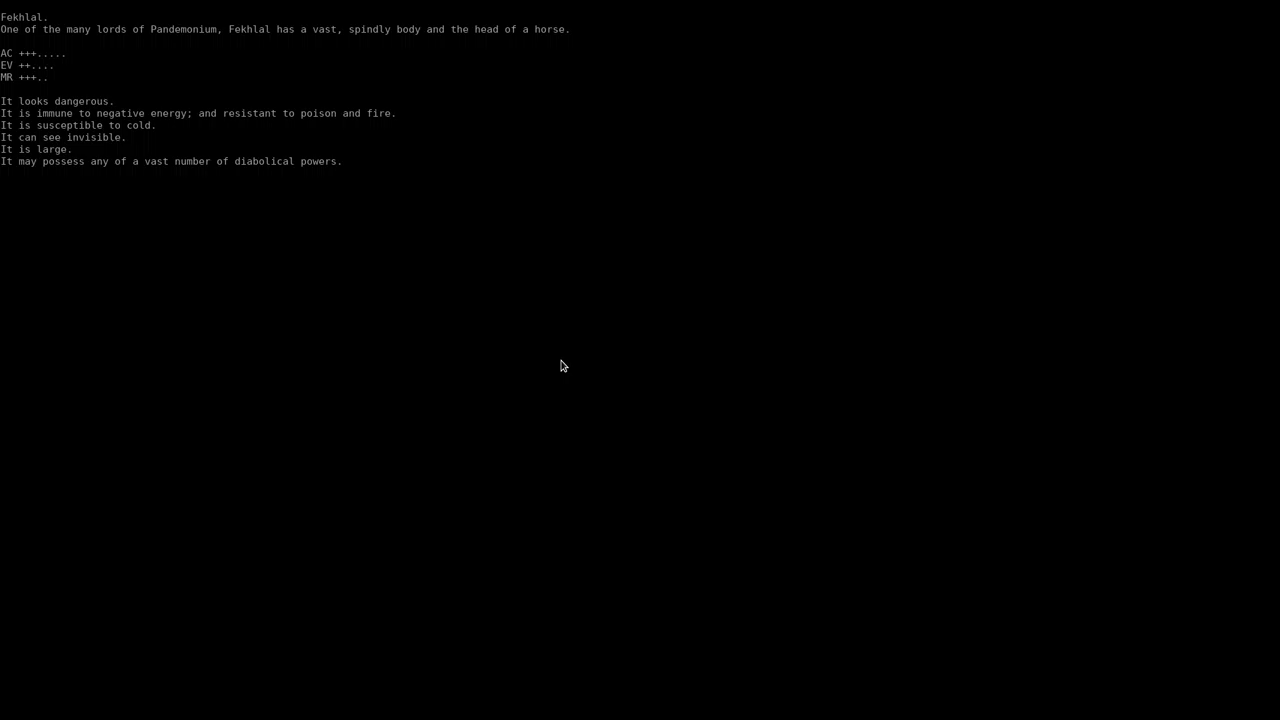 Fekhlal.
One of the many lords of Pandemonium, Fekhlal has a vast, spindly body and the head of a horse.
AC +++.....
EV ++....
MR +++..
It looks dangerous.
It is immune to negative energy; and resistant to poison and fire.
It is susceptible to cold.
It can see invisible.
It is large.
It may possess any of a vast number of diabolical powers.